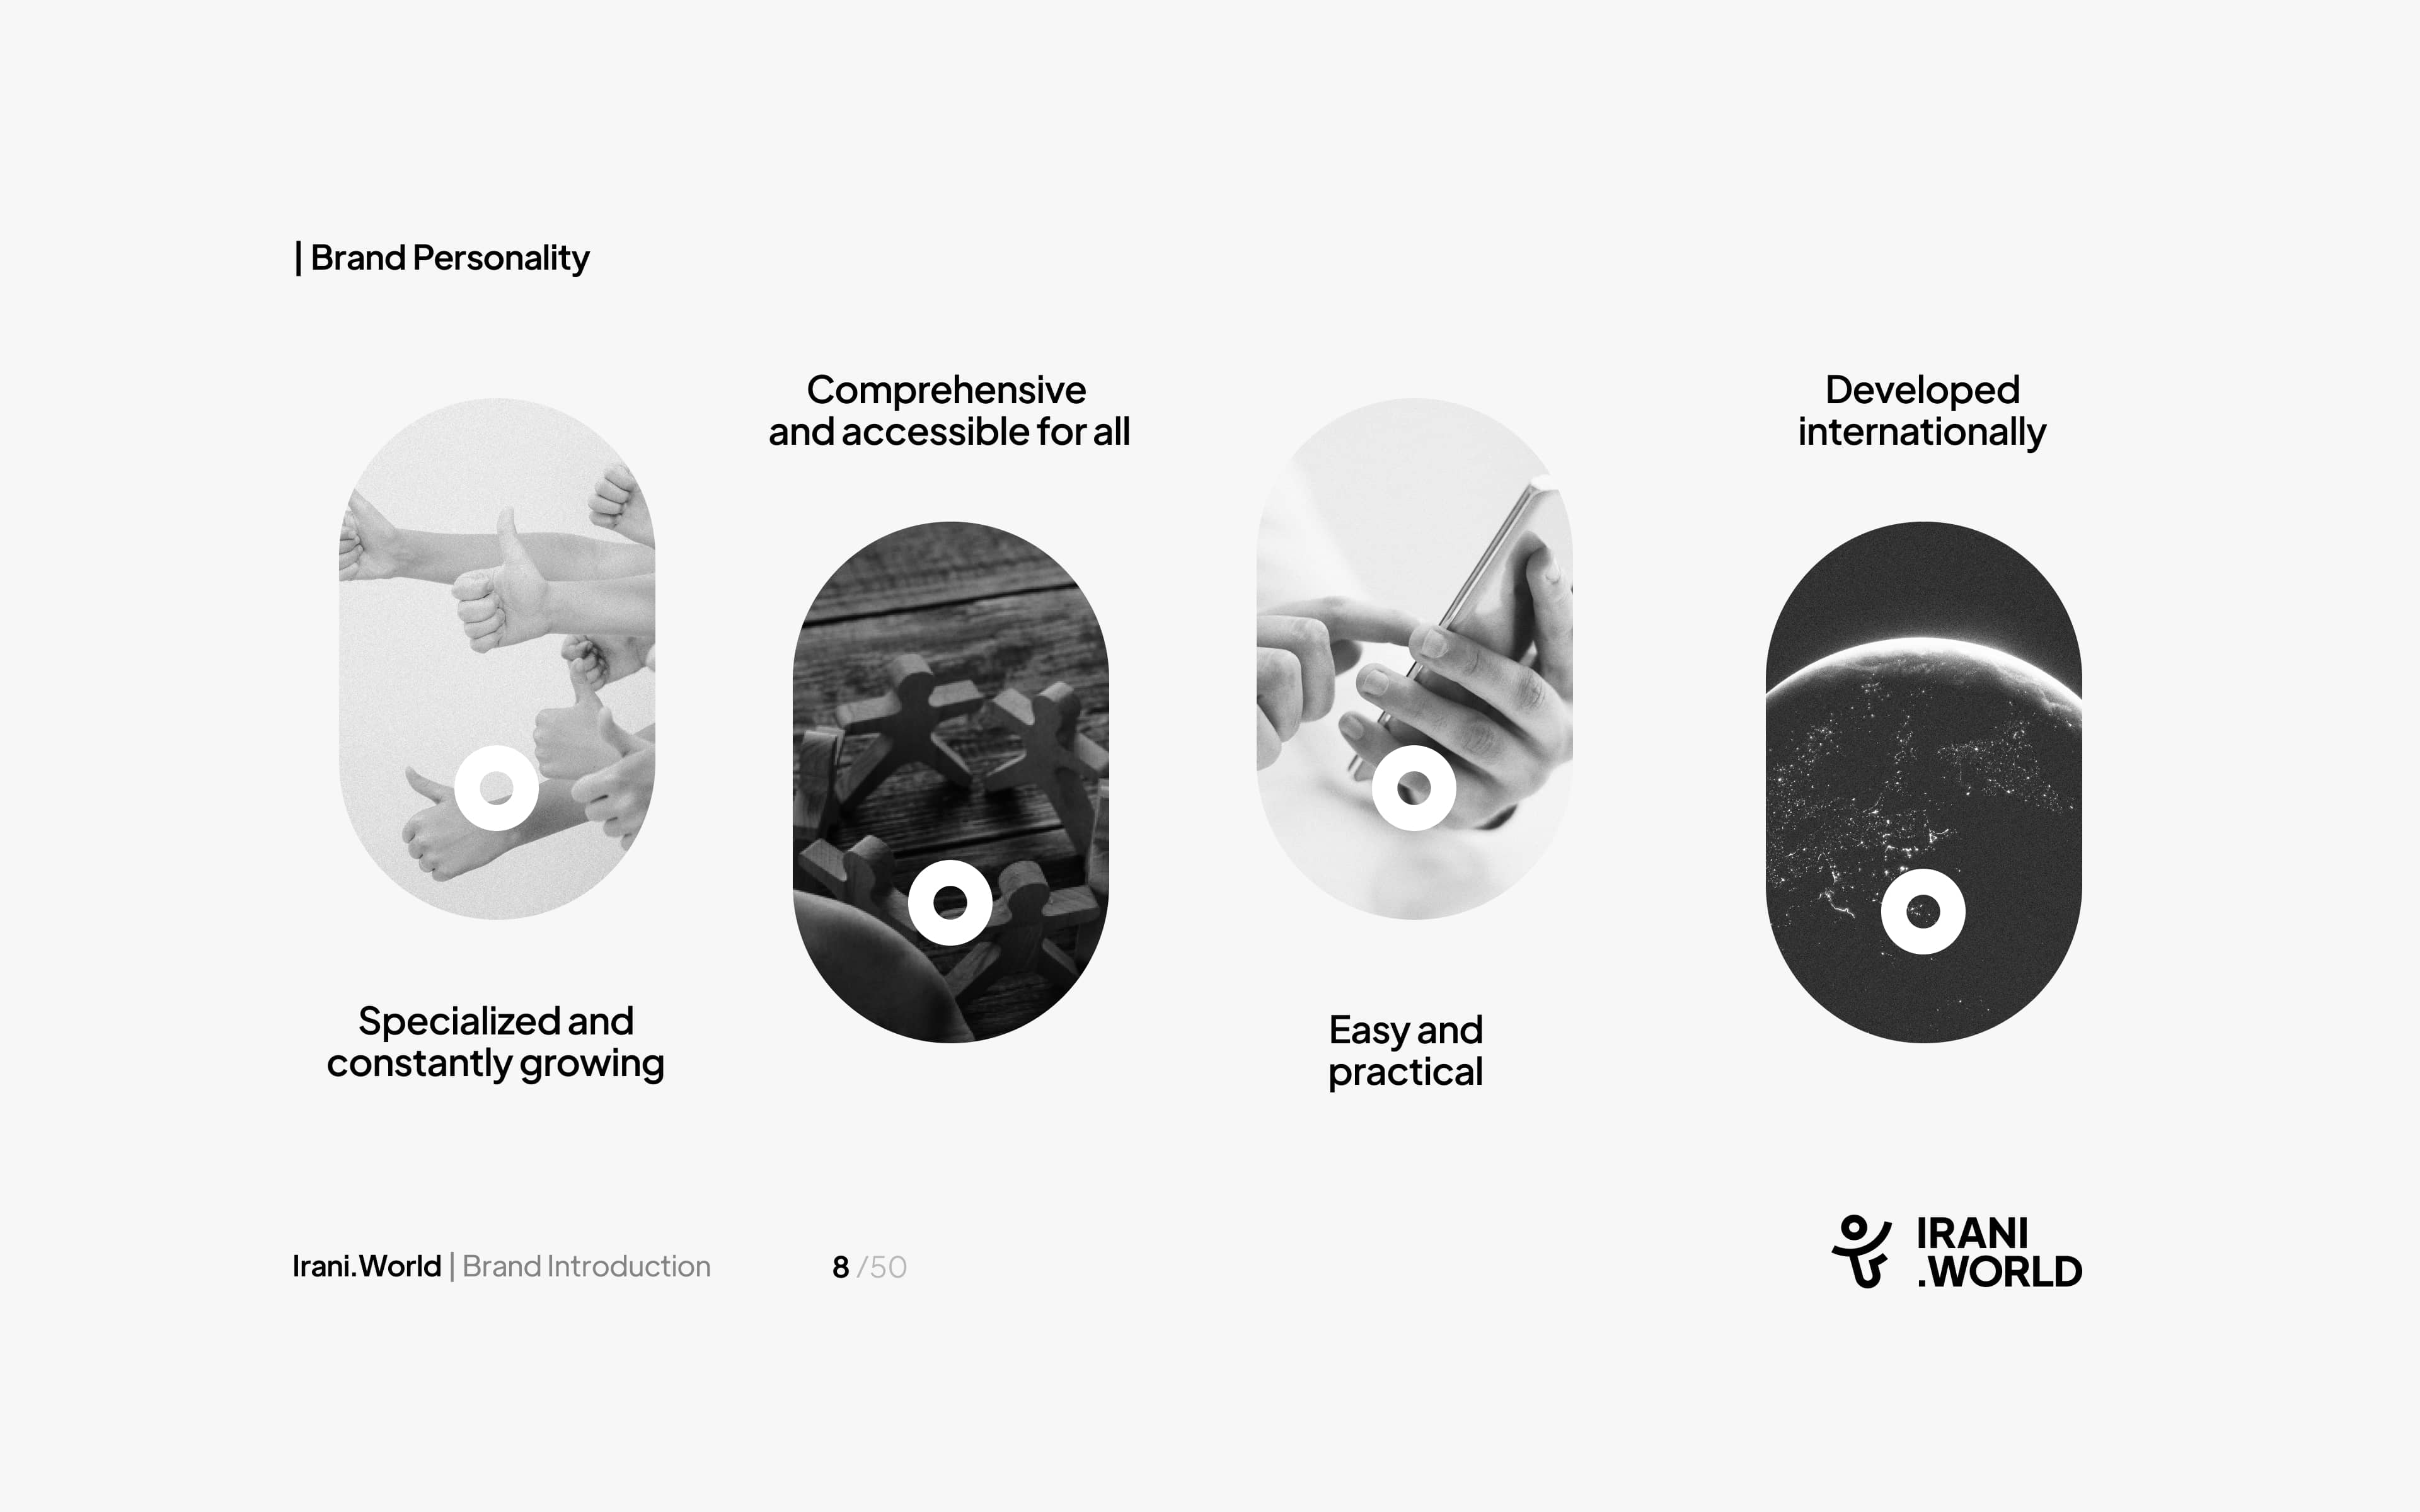 | Brand Personality
Comprehensive
and accessible for all
Developed
internationally
Specialized and
constantly growing
Easy and
practical
Irani.World | Brand Introduction
8 /50
IRANI
.WORLD